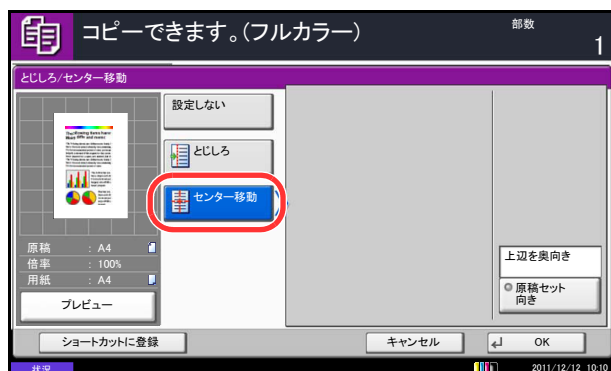 コピーできます。(フルカラー)
部数
1
とじしろ/センター移動
設定しない
とじしろ
センター移動
原稿 : A4
倍率 : 100%
用紙 : A4
プレビュー
上辺を奥向き
原稿セット
向き
ショートカットに登録
キャンセル
OK
状況
2011/12/12 10:10